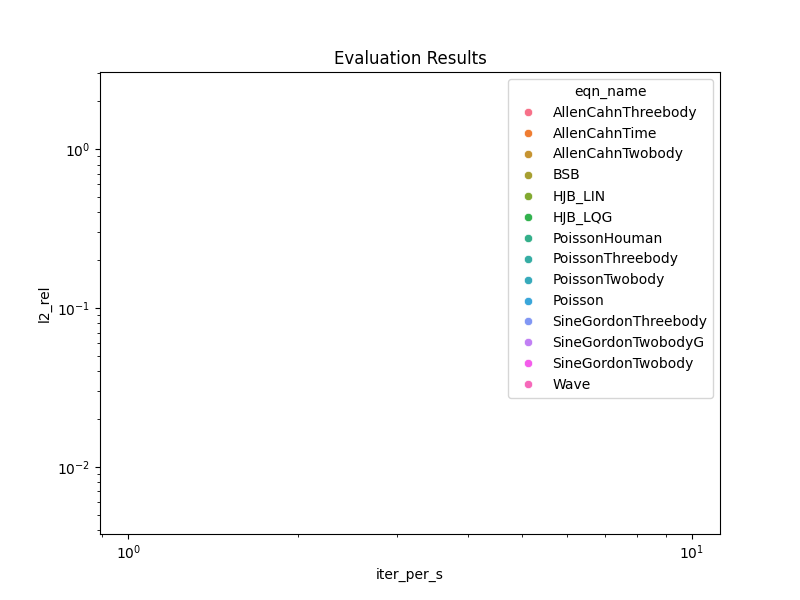 Evaluation Results
eqn_name
AllenCahnThreebody
AllenCahnTime
AllenCahnTwobody
BSB
HJB_LIN
HJB_LQG
PoissonHouman
PoissonThreebody
PoissonTwobody
Poisson
SineGordonThreebody
SineGordonTwobodyG
SineGordonTwobody
Wave
l2_rel
10⁰
10⁻¹
10⁻²
10⁰ 10¹
iter_per_s